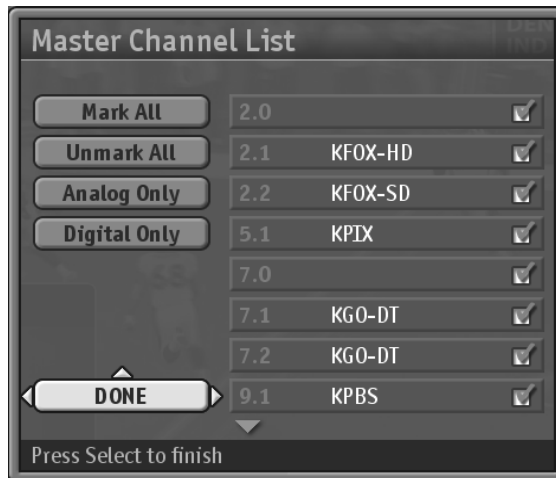 Master Channel List
DEN
IND
Mark All
Unmark All
Analog Only
Digital Only
DONE
2.0
2.1 KFOX-HD
2.2 KFOX-SD
5.1 KPIX
7.0
7.1 KGO-DT
7.2 KGO-DT
9.1 KPBS
Press Select to finish